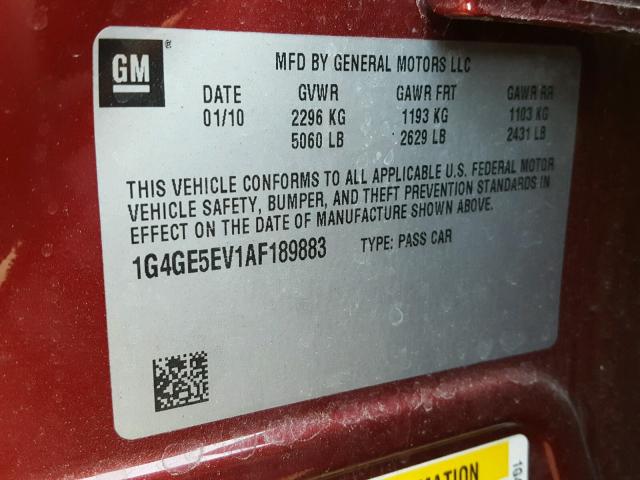 GM ®
MFD BY GENERAL MOTORS LLC
DATE GVWR GAWR FRT GAWR RR
01/10 2296 KG 1193 KG 1103 KG
5060 LB 2629 LB 2431 LB
THIS VEHICLE CONFORMS TO ALL APPLICABLE U.S. FEDERAL MOTOR
VEHICLE SAFETY, BUMPER, AND THEFT PREVENTION STANDARDS IN
EFFECT ON THE DATE OF MANUFACTURE SHOWN ABOVE.
1G4GE5EV1AF189883 TYPE: PASS CAR